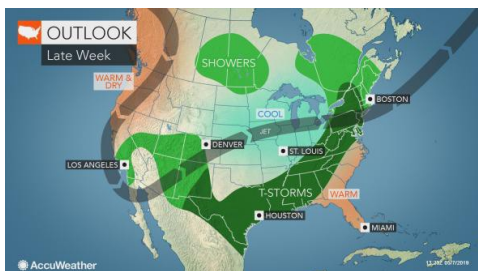 OUTLOOK
Late Week
SHOWERS
WARM &
DRY
COOL
BOSTON
JET
DENVER
ST. LOUIS
LOS ANGELES
T-STORMS
WARM
HOUSTON
MIAMI
AccuWeather